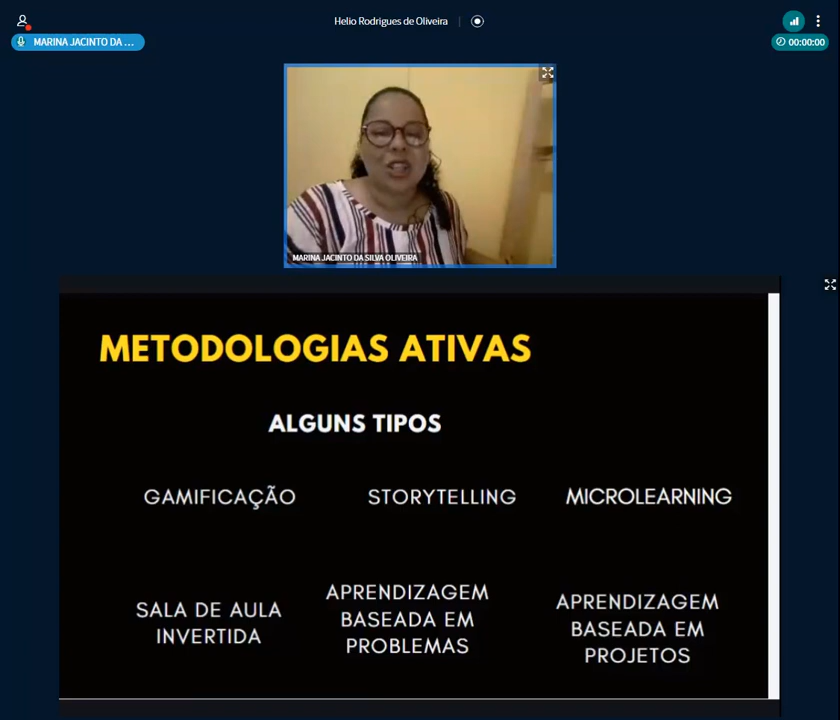 Helio Rodrigues de Oliveira
MARINA JACINTO DA ...
00:00:00
MARINA JACINTO DA SILVA OLIVEIRA
METODOLOGIAS ATIVAS
ALGUNS TIPOS
GAMIFICAÇÃO
STORYTELLING
MICROLEARNING
SALA DE AULA
INVERTIDA
APRENDIZAGEM
BASEADA EM
PROBLEMAS
APRENDIZAGEM
BASEADA EM
PROJETOS